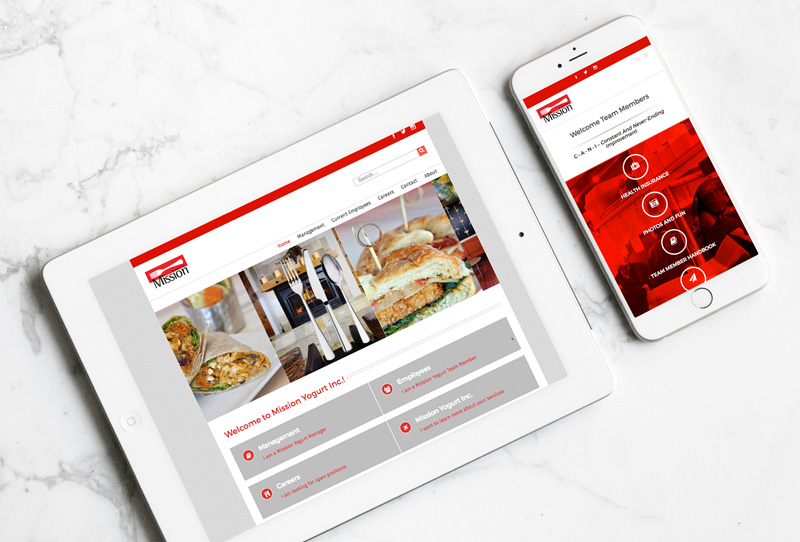 Search ...
Home Management Current Employees Careers Contact About
Mission
Welcome to Mission Yogurt Inc.!
Management
I am a Mission Yogurt Manager
Employees
I am a Mission Yogurt Team Member
Careers
I am looking for open positions
Mission Yogurt Inc.
I want to learn more about your services
Mission
Welcome Team Members
C - A - N - I - Constant And Never-Ending
Improvement
HEALTH INSURANCE
PHOTOS AND FUN
TEAM MEMBER HANDBOOK